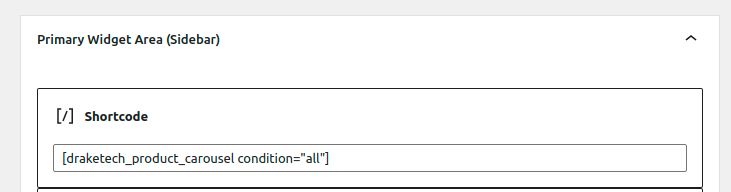 Primary Widget Area (Sidebar)
[/] Shortcode
[draketech_product_carousel condition="all"]